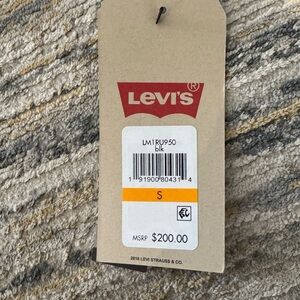 LEVI'S®
LM1RU950
blk
1 91900 80431 4
S
MSRP $200.00
2018 LEVI STRAUSS & CO.